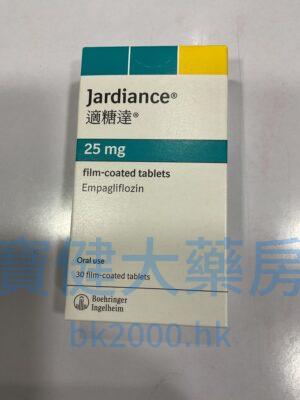 Jardiance®
適糖達®
25 mg
film-coated tablets
Empagliflozin
寶健大藥房
Oral use
30 film-coated tablets
Boehringer
Ingelheim
bk2000.hk